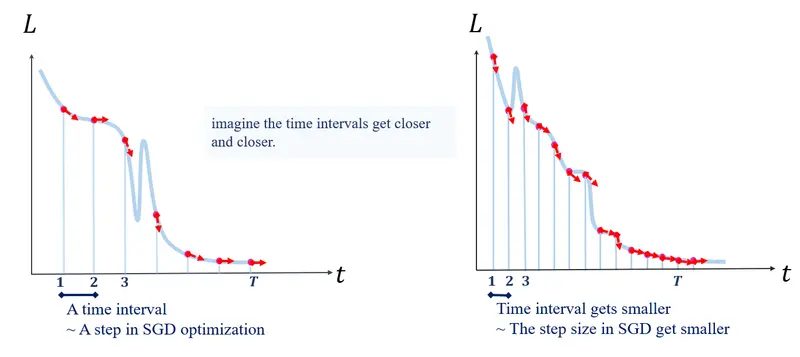 L
imagine the time intervals get closer
and closer.
1 2 3 T t
A time interval
~ A step in SGD optimization
L
1 2 3 T t
Time interval gets smaller
~ The step size in SGD get smaller